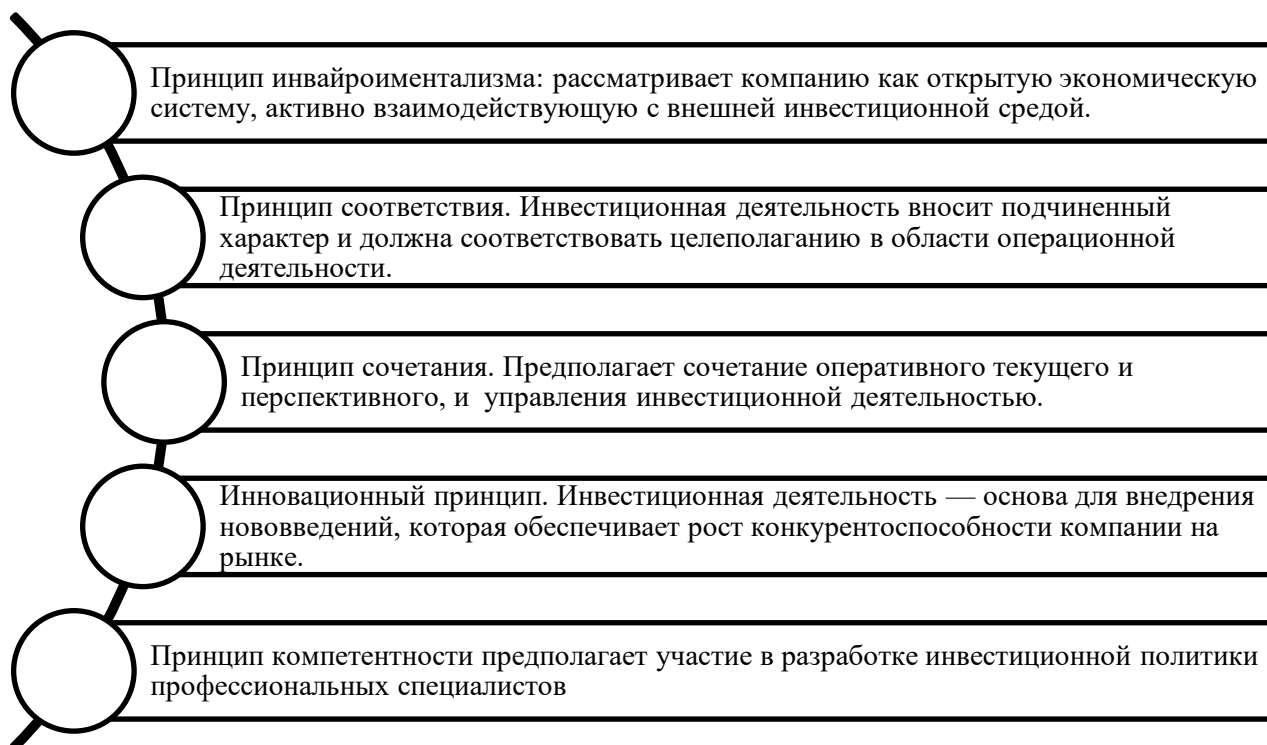 Принцип инвайроиментализма: рассматривает компанию как открытую экономическую
систему, активно взаимодействующую с внешней инвестиционной средой.
Принцип соответствия. Инвестиционная деятельность вносит подчиненный
характер и должна соответствовать целеполаганию в области операционной
деятельности.
Принцип сочетания. Предполагает сочетание оперативного текущего и
перспективного, и  управления инвестиционной деятельностью.
Инновационный принцип. Инвестиционная деятельность — основа для внедрения
нововведений, которая обеспечивает рост конкурентоспособности компании на
рынке.
Принцип компетентности предполагает участие в разработке инвестиционной политики
профессиональных специалистов